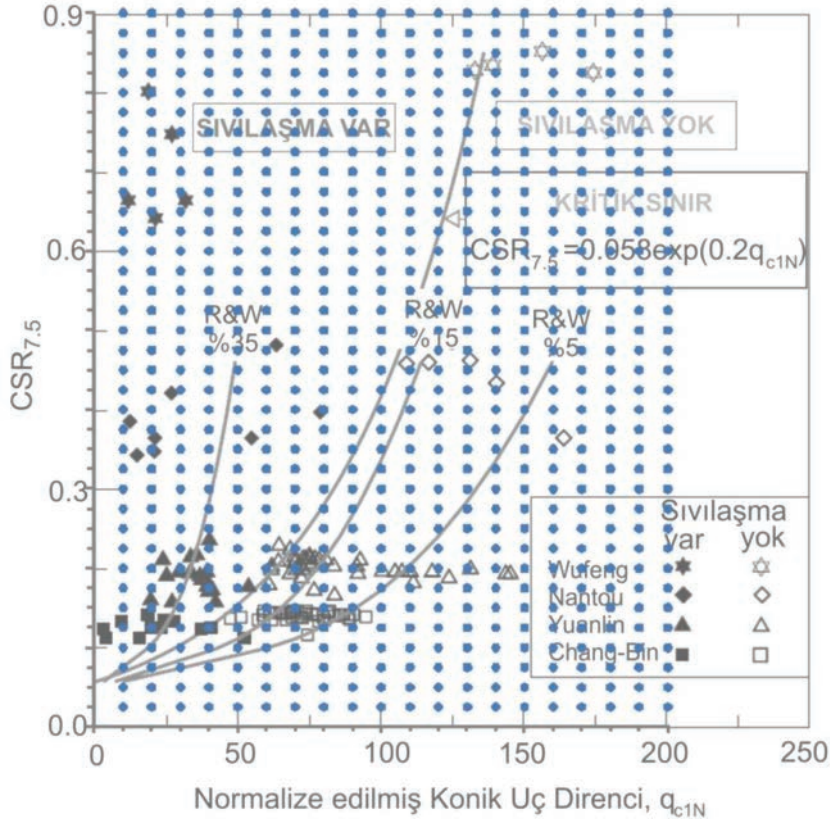 0.9
SIVILAŞMA VAR
SIVILAŞMA YOK
KRİTİK SINIR
CSR7.5=0.058exp(0.2qc1N)
0.6
R&W
%35
R&W
%15
R&W
%5
CSR7.5
0.3
Sıvılaşma
var yok
Wufeng
Nantou
Yuanlin
Chang-Bin
0.0
0 50 100 150 200 250
Normalize edilmiş Konik Uç Direnci, qc1N